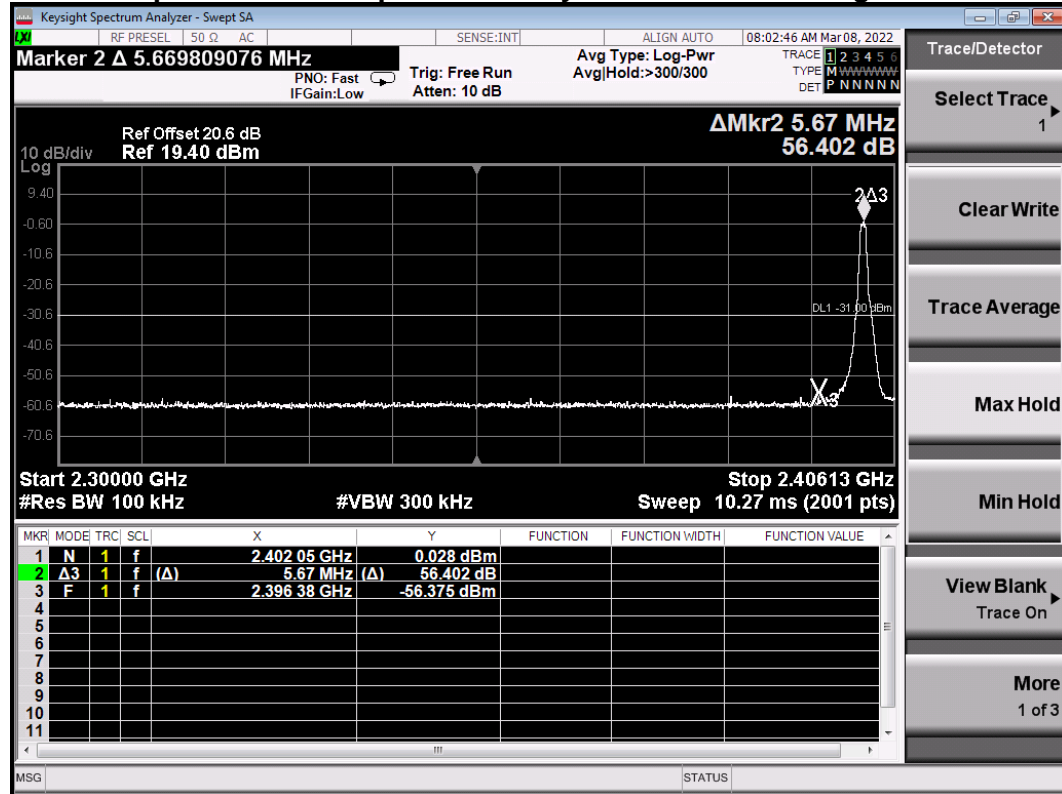 Keysight Spectrum Analyzer - Swept SA
LXI RF PRESEL 50 Ω AC SENSE:INT ALIGN AUTO 08:02:46 AM Mar 08, 2022
Marker 2 Δ 5.669809076 MHz
PNO: Fast
IFGain:Low
Trig: Free Run
Atten: 10 dB
Avg Type: Log-Pwr
Avg|Hold:>300/300
TRACE 1 2 3 4 5 6
TYPE M WWWWW
DET P N N N N N
Trace/Detector
Select Trace
1
Clear Write
Trace Average
Max Hold
Min Hold
View Blank
Trace On
More
1 of 3
ΔMkr2 5.67 MHz
56.402 dB
Ref Offset 20.6 dB
10 dB/div Ref 19.40 dBm
Log
9.40
-0.60
-10.6
-20.6
-30.6
-40.6
-50.6
-60.6
-70.6
2Δ3
DL1 -31.00 dBm
3
Start 2.30000 GHz Stop 2.40613 GHz
#Res BW 100 kHz #VBW 300 kHz Sweep 10.27 ms (2001 pts)
MKR MODE TRC SCL X Y FUNCTION FUNCTION WIDTH FUNCTION VALUE
1 N 1 f 2.402 05 GHz 0.028 dBm
2 Δ3 1 f (Δ) 5.67 MHz (Δ) 56.402 dB
3 F 1 f 2.396 38 GHz -56.375 dBm
4
5
6
7
8
9
10
11
MSG STATUS